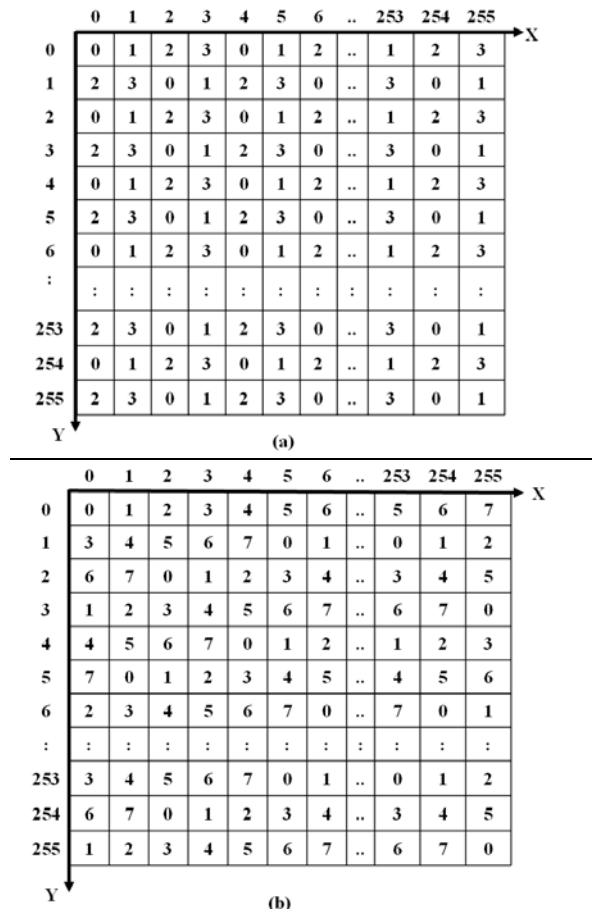 0 1 2 3 4 5 6 .. 253 254 255
X
0 0 1 2 3 0 1 2 .. 1 2 3
1 2 3 0 1 2 3 0 .. 3 0 1
2 0 1 2 3 0 1 2 .. 1 2 3
3 2 3 0 1 2 3 0 .. 3 0 1
4 0 1 2 3 0 1 2 .. 1 2 3
5 2 3 0 1 2 3 0 .. 3 0 1
6 0 1 2 3 0 1 2 .. 1 2 3
: : : : : : : : : : : :
253 2 3 0 1 2 3 0 .. 3 0 1
254 0 1 2 3 0 1 2 .. 1 2 3
255 2 3 0 1 2 3 0 .. 3 0 1
Y
(a)
0 1 2 3 4 5 6 .. 253 254 255
X
0 0 1 2 3 4 5 6 .. 5 6 7
1 3 4 5 6 7 0 1 .. 0 1 2
2 6 7 0 1 2 3 4 .. 3 4 5
3 1 2 3 4 5 6 7 .. 6 7 0
4 4 5 6 7 0 1 2 .. 1 2 3
5 7 0 1 2 3 4 5 .. 4 5 6
6 2 3 4 5 6 7 0 .. 7 0 1
: : : : : : : : : : : :
253 3 4 5 6 7 0 1 .. 0 1 2
254 6 7 0 1 2 3 4 .. 3 4 5
255 1 2 3 4 5 6 7 .. 6 7 0
Y
(b)